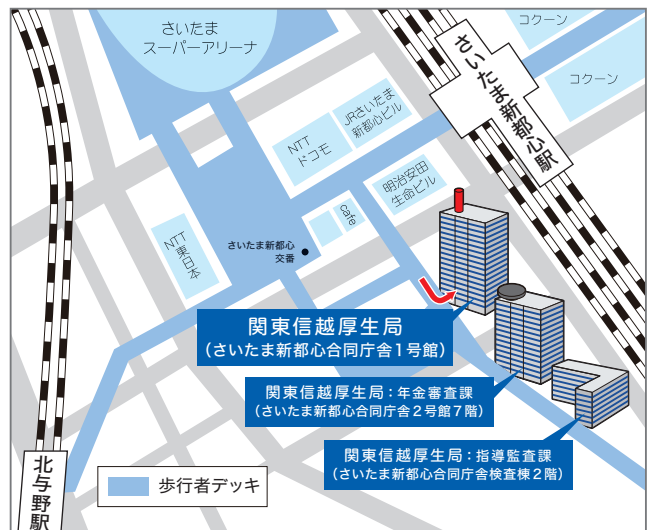 さいたま
スーパーアリーナ
コクーン
コクーン
さいたま新都心駅
JRさいたま
新都心ビル
NTT
ドコモ
明治安田
生命ビル
cafe
さいたま新都心
交番
NTT
東日本
関東信越厚生局
(さいたま新都心合同庁舎1号館)
関東信越厚生局:年金審査課
(さいたま新都心合同庁舎2号館7階)
関東信越厚生局:指導監査課
(さいたま新都心合同庁舎検査棟2階)
北与野駅
歩行者デッキ